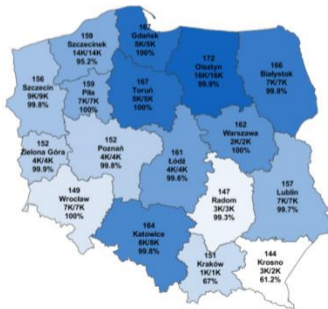 167
Gdańsk
5K/5K
100%
159
Szczecinek
14K/14K
95.2%
172
Olsztyn
16K/16K
99.9%
166
Białystok
7K/7K
99.8%
156
Szczecin
9K/9K
99.8%
159
Piła
7K/7K
100%
167
Toruń
5K/5K
100%
162
Warszawa
2K/2K
100%
152
Zielona Góra
4K/4K
99.9%
152
Poznań
4K/4K
99.8%
161
Łódź
4K/4K
99.6%
149
Wrocław
7K/7K
100%
147
Radom
3K/3K
99.3%
157
Lublin
7K/7K
99.7%
164
Katowice
8K/8K
99.8%
151
Kraków
1K/1K
67%
144
Krosno
3K/2K
61.2%